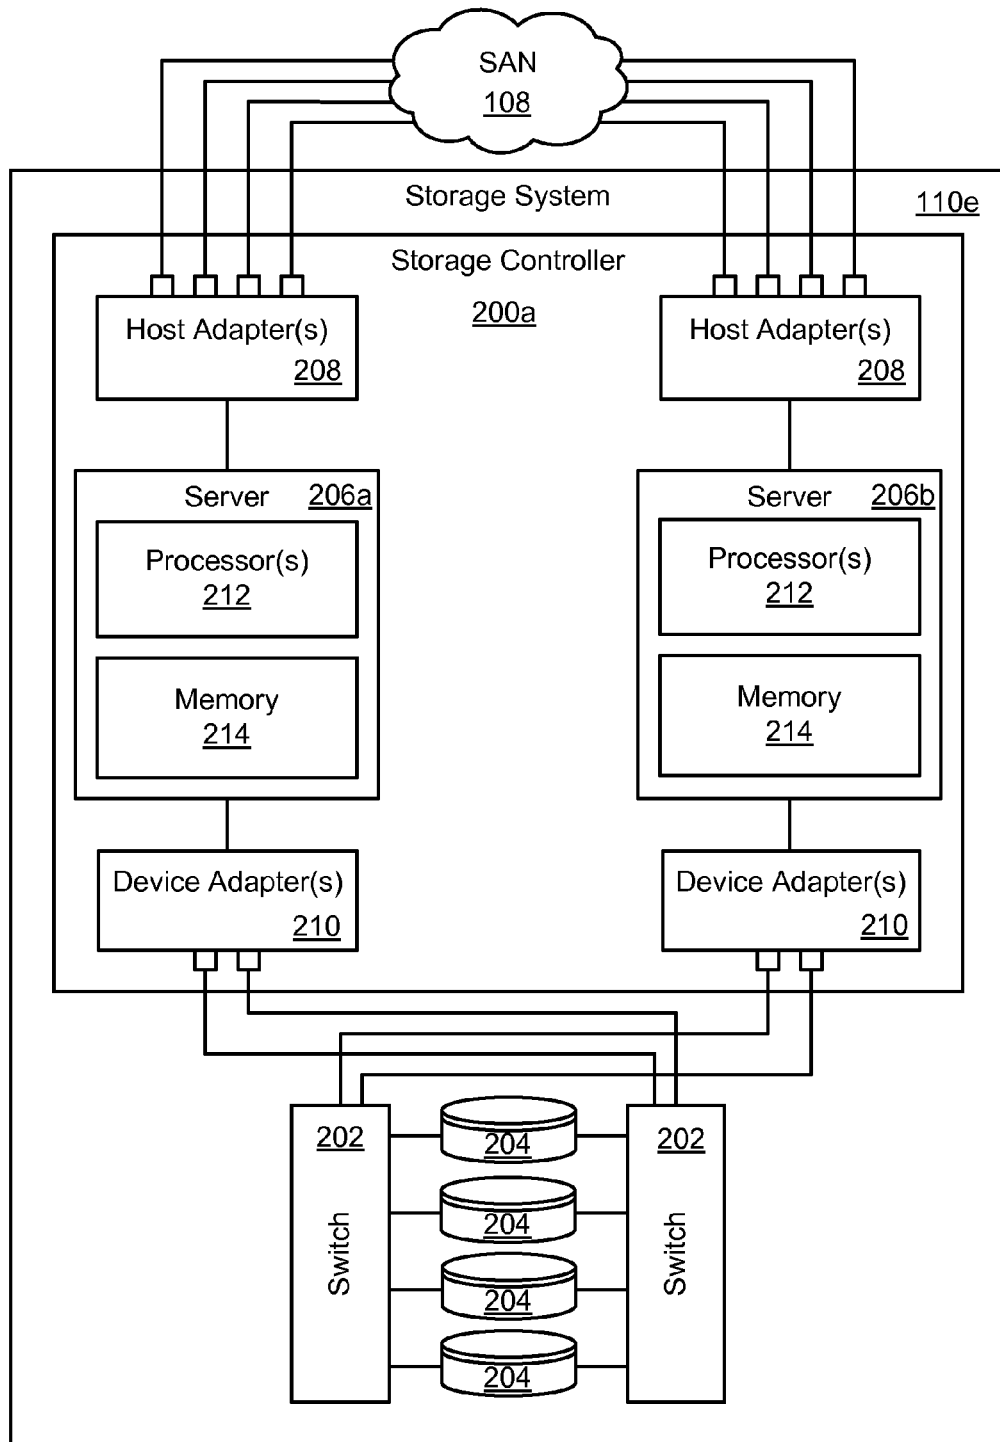 SAN
108
Storage System
110e
Storage Controller
200a
Host Adapter(s)
208
Host Adapter(s)
208
Server
206a
Server
206b
Processor(s)
212
Processor(s)
212
Memory
214
Memory
214
Device Adapter(s)
210
Device Adapter(s)
210
202
Switch
204
204
204
204
202
Switch